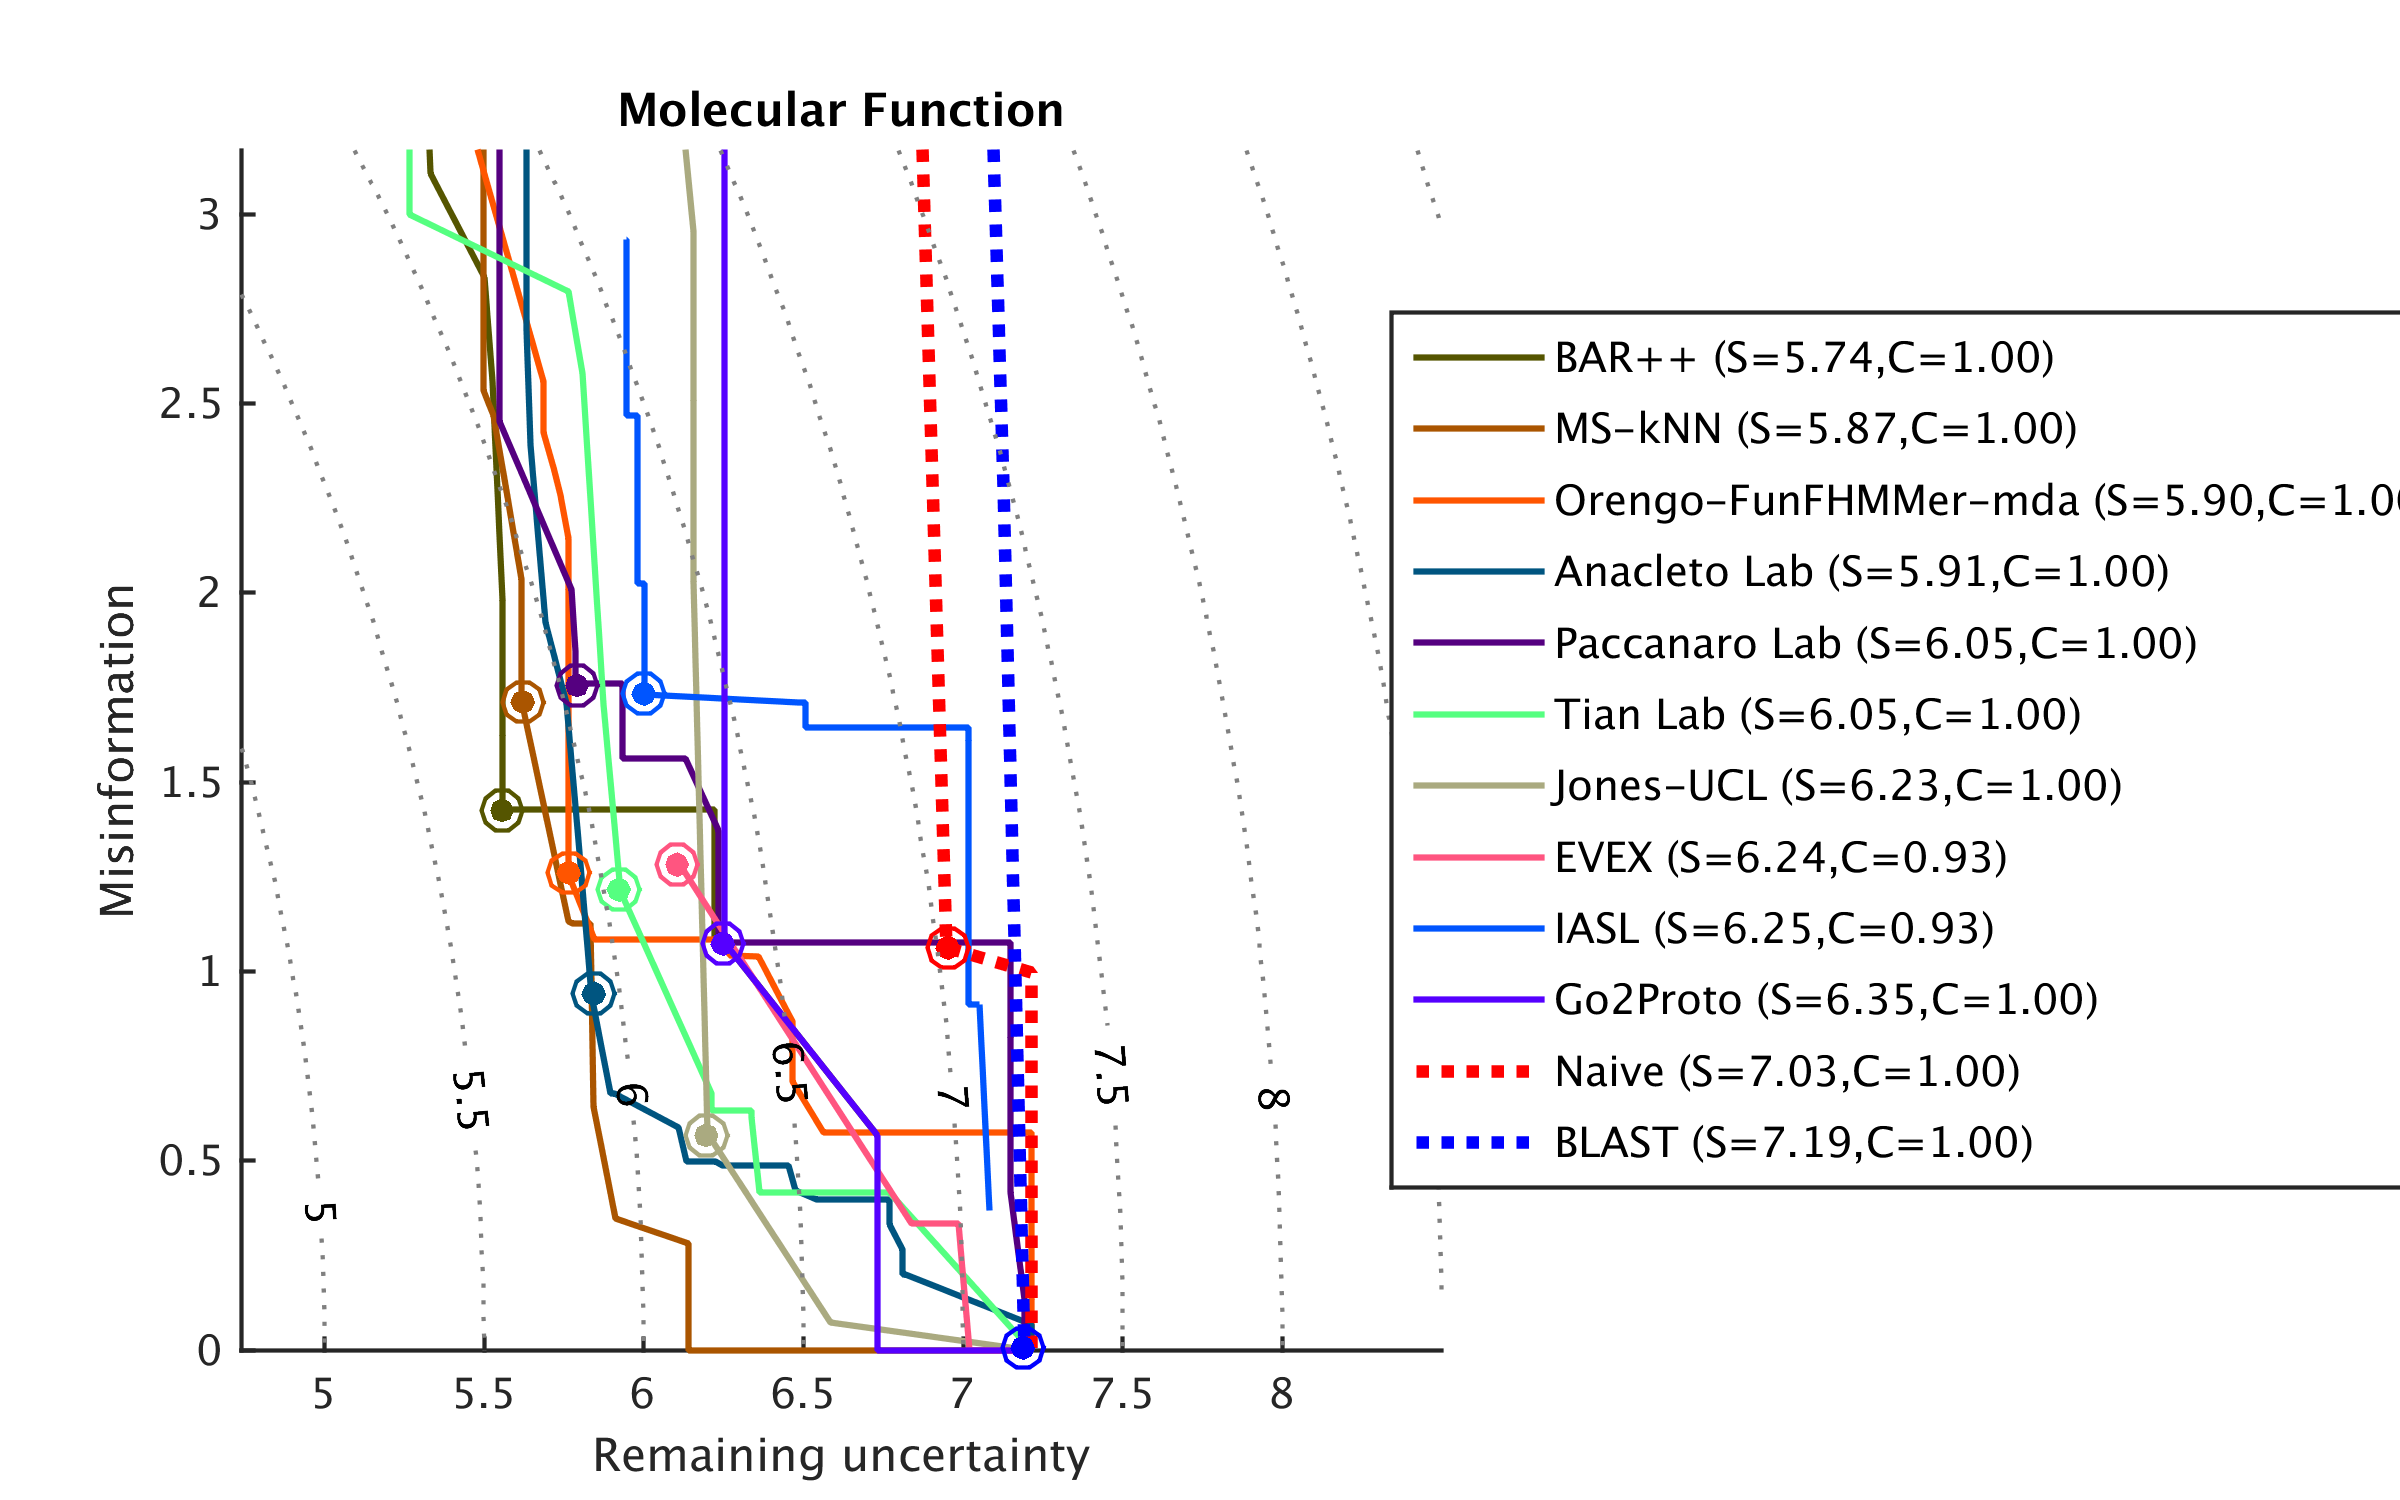 Molecular Function
3
2.5
2
1.5
1
0.5
0
Misinformation
5
5.5
6
6.5
7
7.5
8
5
5.5
6
6.5
7
7.5
8
Remaining uncertainty
BAR++ (S=5.74,C=1.00)
MS-kNN (S=5.87,C=1.00)
Orengo-FunFHMMer-mda (S=5.90,C=1.00
Anacleto Lab (S=5.91,C=1.00)
Paccanaro Lab (S=6.05,C=1.00)
Tian Lab (S=6.05,C=1.00)
Jones-UCL (S=6.23,C=1.00)
EVEX (S=6.24,C=0.93)
IASL (S=6.25,C=0.93)
Go2Proto (S=6.35,C=1.00)
Naive (S=7.03,C=1.00)
BLAST (S=7.19,C=1.00)